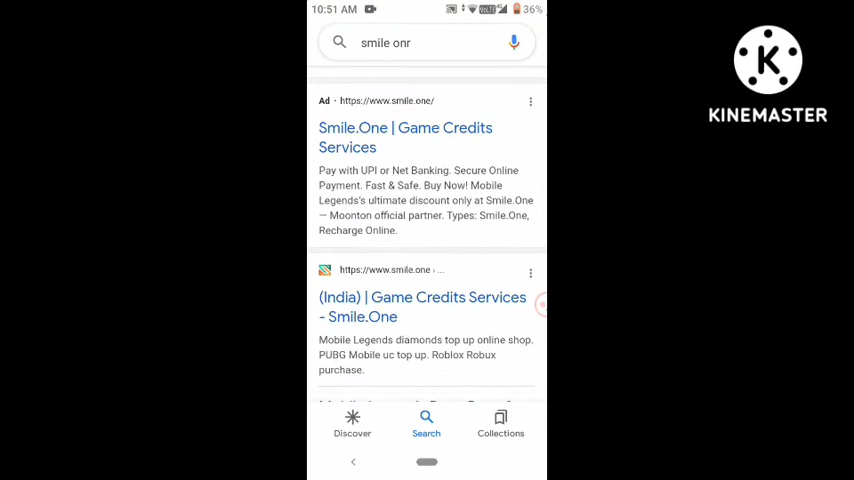 10:51 AM
VoLTE 4G 36%
smile onr
K
KINEMASTER
Ad · https://www.smile.one/
Smile.One | Game Credits
Services
Pay with UPI or Net Banking. Secure Online
Payment. Fast & Safe. Buy Now! Mobile
Legends's ultimate discount only at Smile.One
— Moonton official partner. Types: Smile.One,
Recharge Online.
https://www.smile.one › ...
(India) | Game Credits Services
- Smile.One
Mobile Legends diamonds top up online shop.
PUBG Mobile uc top up. Roblox Robux
purchase.
Discover
Search
Collections